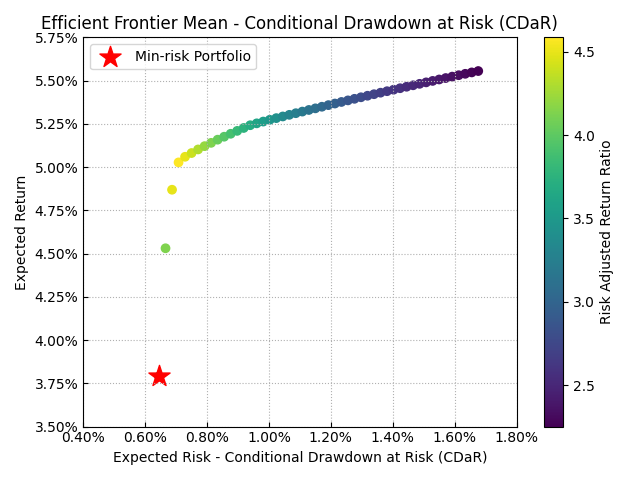 Efficient Frontier Mean - Conditional Drawdown at Risk (CDaR)
Min-risk Portfolio
5.75%
5.50%
5.25%
5.00%
4.75%
4.50%
4.25%
4.00%
3.75%
3.50%
Expected Return
0.40% 0.60% 0.80% 1.00% 1.20% 1.40% 1.60% 1.80%
Expected Risk - Conditional Drawdown at Risk (CDaR)
4.5
4.0
3.5
3.0
2.5
Risk Adjusted Return Ratio